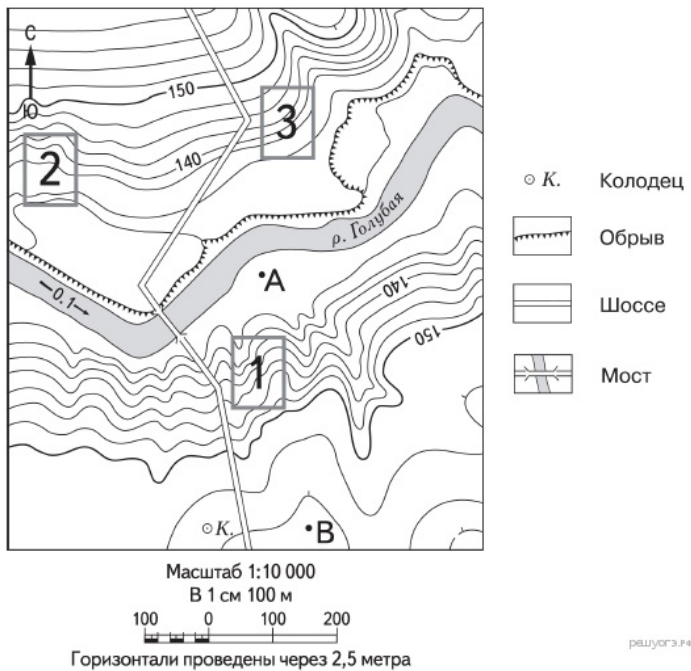 С
Ю
150
3
2
140
р. Голубая
А
0.1
140
150
1
К.
В
К. Колодец
Обрыв
Шоссе
Мост
Масштаб 1:10 000
В 1 см 100 м
100 0 100 200
Горизонтали проведены через 2,5 метра
решуогэ.рф